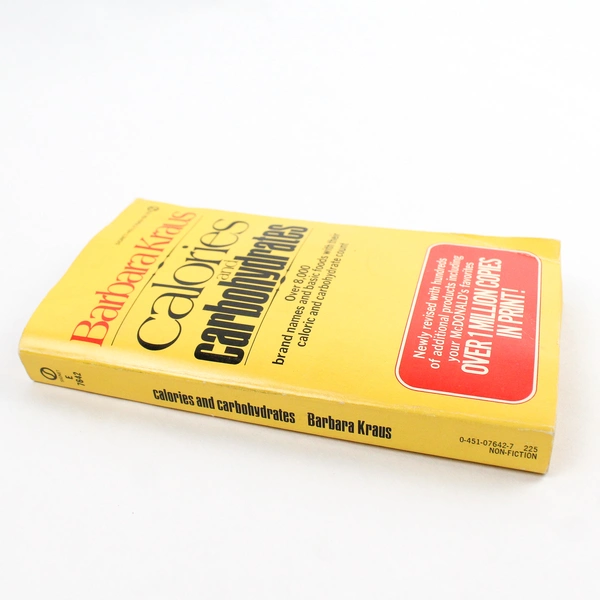 Barbara Kraus
calories
and
carbohydrates
Over 8,000
brand names and basic foods with their
caloric and carbohydrate count
Newly revised with hundreds
of additional products including
your McDONALD's favorites
OVER 1 MILLION COPIES
IN PRINT!
E
7642
calories and carbohydrates Barbara Kraus
0-451-07642-7 225
NON-FICTION